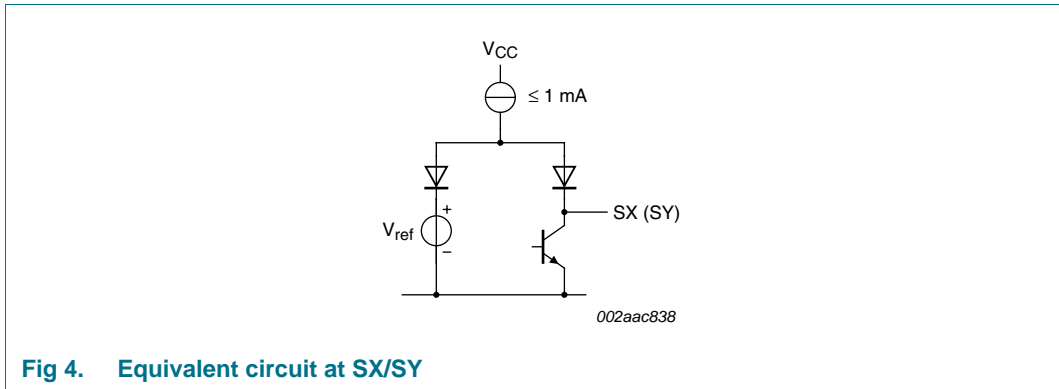 VCC
≤ 1 mA
+
Vref
−
SX (SY)
002aac838
Fig 4. Equivalent circuit at SX/SY